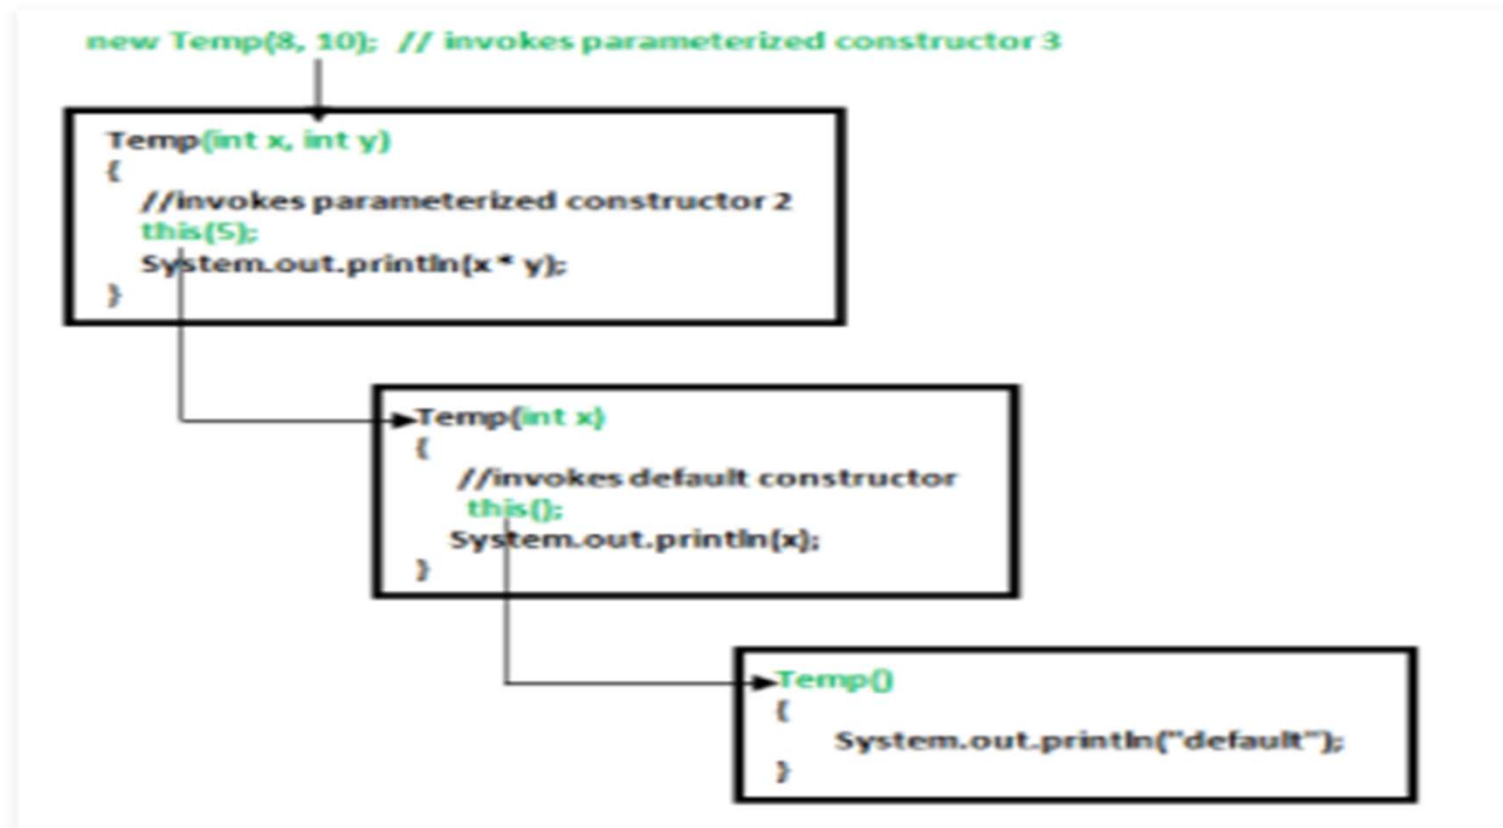 new Temp(8, 10); // invokes parameterized constructor 3
Temp(int x, int y)
{
//invokes parameterized constructor 2
this(5);
System.out.println(x * y);
}
Temp(int x)
{
//invokes default constructor
this();
System.out.println(x);
}
Temp()
{
System.out.println("default");
}